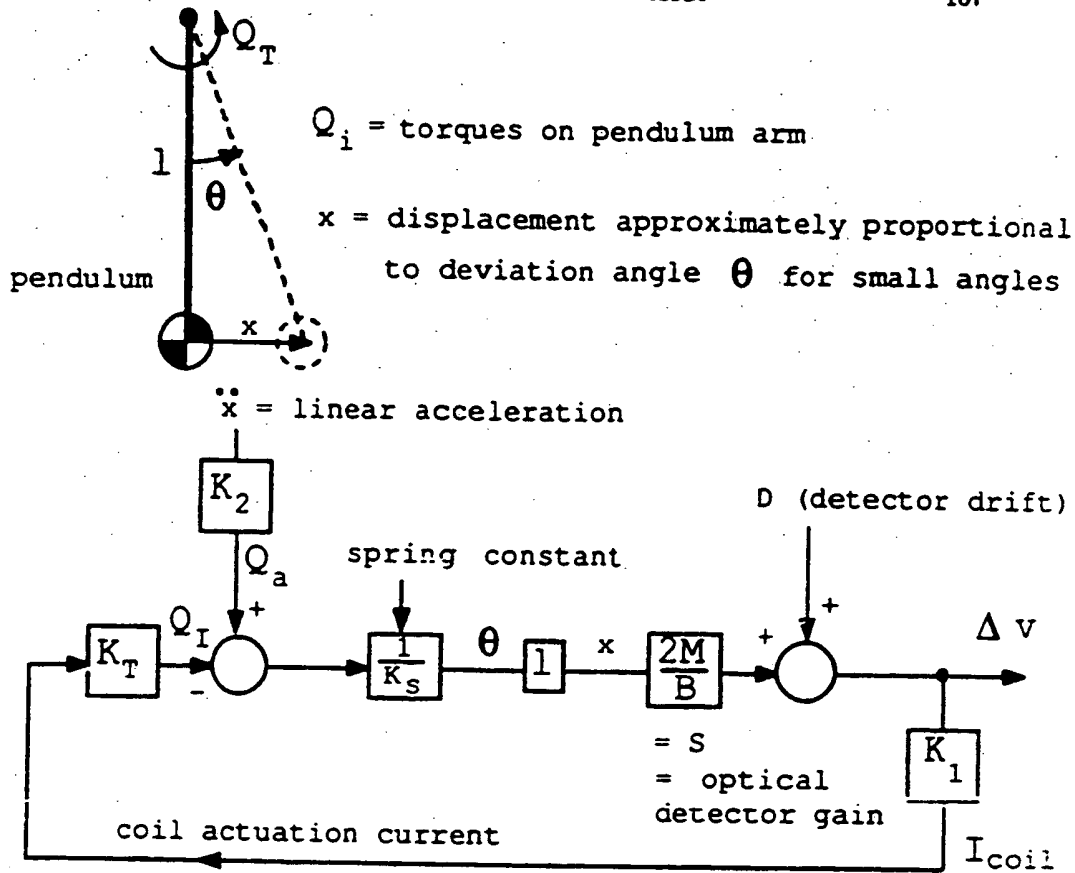 Q_T
Q_i = torques on pendulum arm
l
θ
x = displacement approximately proportional
to deviation angle θ for small angles
pendulum
x
ẍ = linear acceleration
K_2
D (detector drift)
spring constant
Q_a
+
+
Q_I
K_T
-
1/K_s
θ
l
x
2M/B
+
Δ v
= S
= optical
detector gain
K_1
coil actuation current
I_coil